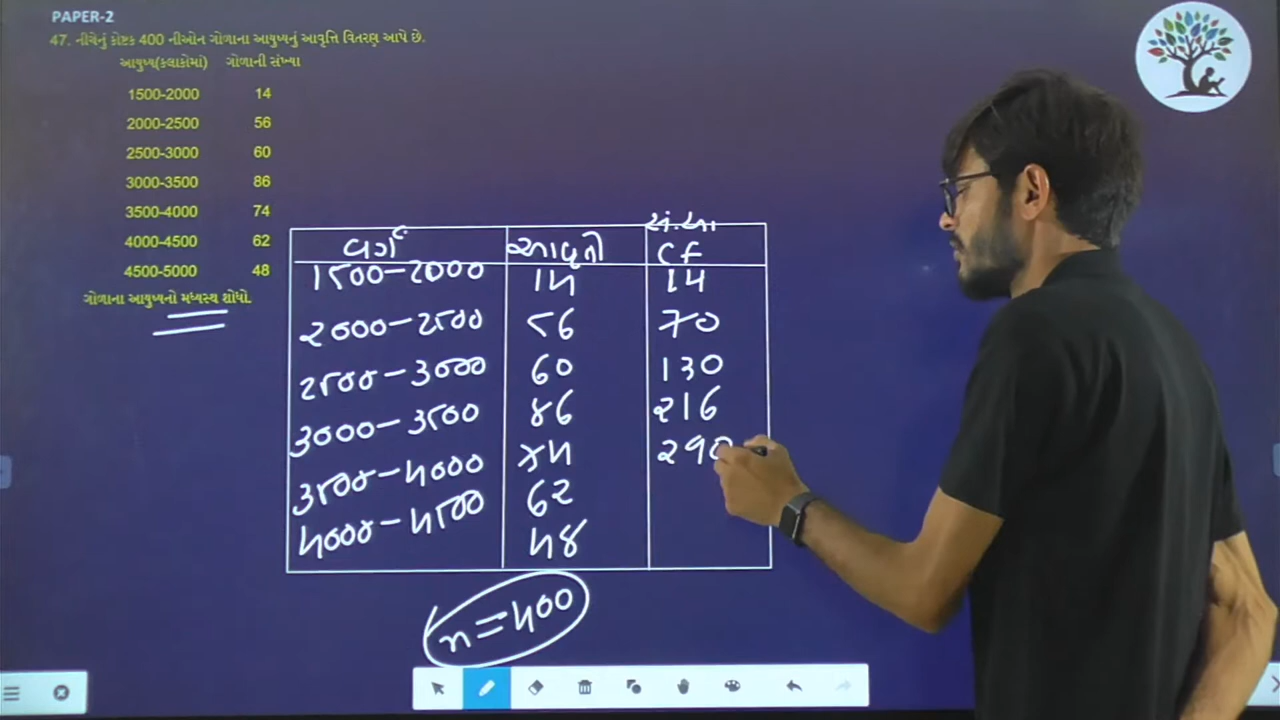 PAPER-2
47. નીચેનું કોષ્ટક 400 નીઓન ગોળાના આયુષ્યનું આવૃત્તિ વિતરણ આપે છે.
આયુષ્ય(કલાકોમાં) ગોળાની સંખ્યા
1500-2000 14
2000-2500 56
2500-3000 60
3000-3500 86
3500-4000 74
4000-4500 62
4500-5000 48
ગોળાના આયુષ્યનો મધ્યસ્થ શોધો.
વર્ગ આવૃતી cf
1500-2000 14 14
2000-2500 56 70
2500-3000 60 130
3000-3500 86 216
3500-4000 74 290
4000-4500 62
48
n=400